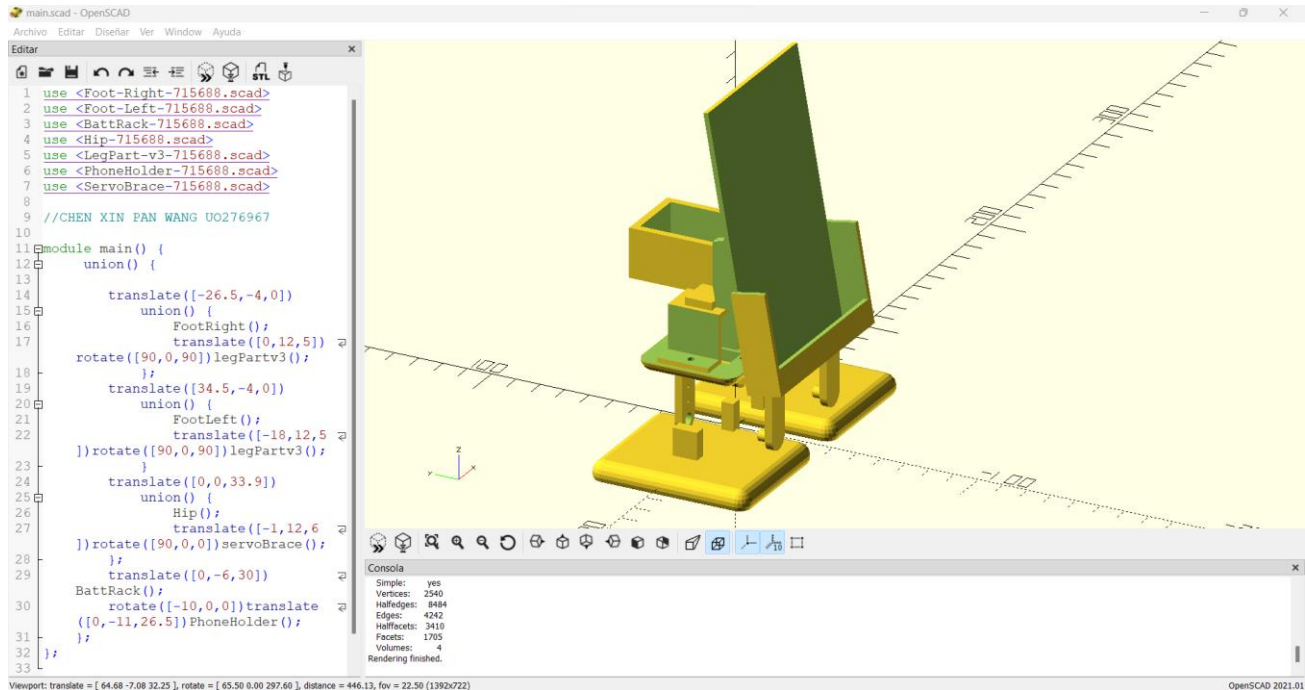 main.scad - OpenSCAD
Archivo Editar Diseñar Ver Window Ayuda
Editar
STL
1 use <Foot-Right-715688.scad>
2 use <Foot-Left-715688.scad>
3 use <BattRack-715688.scad>
4 use <Hip-715688.scad>
5 use <LegPart-v3-715688.scad>
6 use <PhoneHolder-715688.scad>
7 use <ServoBrace-715688.scad>
8
9 //CHEN XIN PAN WANG UO276967
10
11 module main() {
12 union() {
13
14 translate([-26.5,-4,0])
15 union() {
16 FootRight();
17 translate([0,12,5])
rotate([90,0,90])legPartv3();
18 };
19 translate([34.5,-4,0])
20 union() {
21 FootLeft();
22 translate([-18,12,5
])rotate([90,0,90])legPartv3();
23 }
24 translate([0,0,33.9])
25 union() {
26 Hip();
27 translate([-1,12,6
])rotate([90,0,0])servoBrace();
28 };
29 translate([0,-6,30])
BattRack();
30 rotate([-10,0,0])translate
([0,-11,26.5])PhoneHolder();
31 };
32 };
33
Consola
Simple: yes
Vertices: 2540
Halfedges: 8484
Edges: 4242
Halffacets: 3410
Facets: 1705
Volumes: 4
Rendering finished.
Viewport: translate = [ 64.68 -7.08 32.25 ], rotate = [ 65.50 0.00 297.60 ], distance = 446.13, fov = 22.50 (1392x722)
OpenSCAD 2021.01